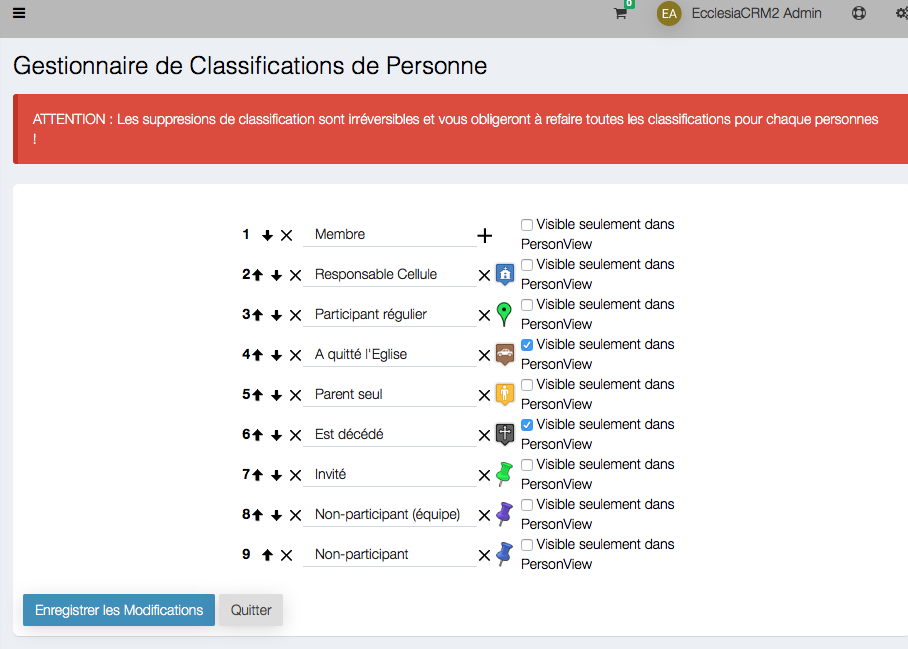 0
EA EcclesiaCRM2 Admin
Gestionnaire de Classifications de Personne
ATTENTION : Les suppresions de classification sont irréversibles et vous obligeront à refaire toutes les classifications pour chaque personnes
!
1 Membre Visible seulement dans
PersonView
2 Responsable Cellule Visible seulement dans
PersonView
3 Participant régulier Visible seulement dans
PersonView
4 A quitté l'Eglise Visible seulement dans
PersonView
5 Parent seul Visible seulement dans
PersonView
6 Est décédé Visible seulement dans
PersonView
7 Invité Visible seulement dans
PersonView
8 Non-participant (équipe) Visible seulement dans
PersonView
9 Non-participant Visible seulement dans
PersonView
Enregistrer les Modifications Quitter